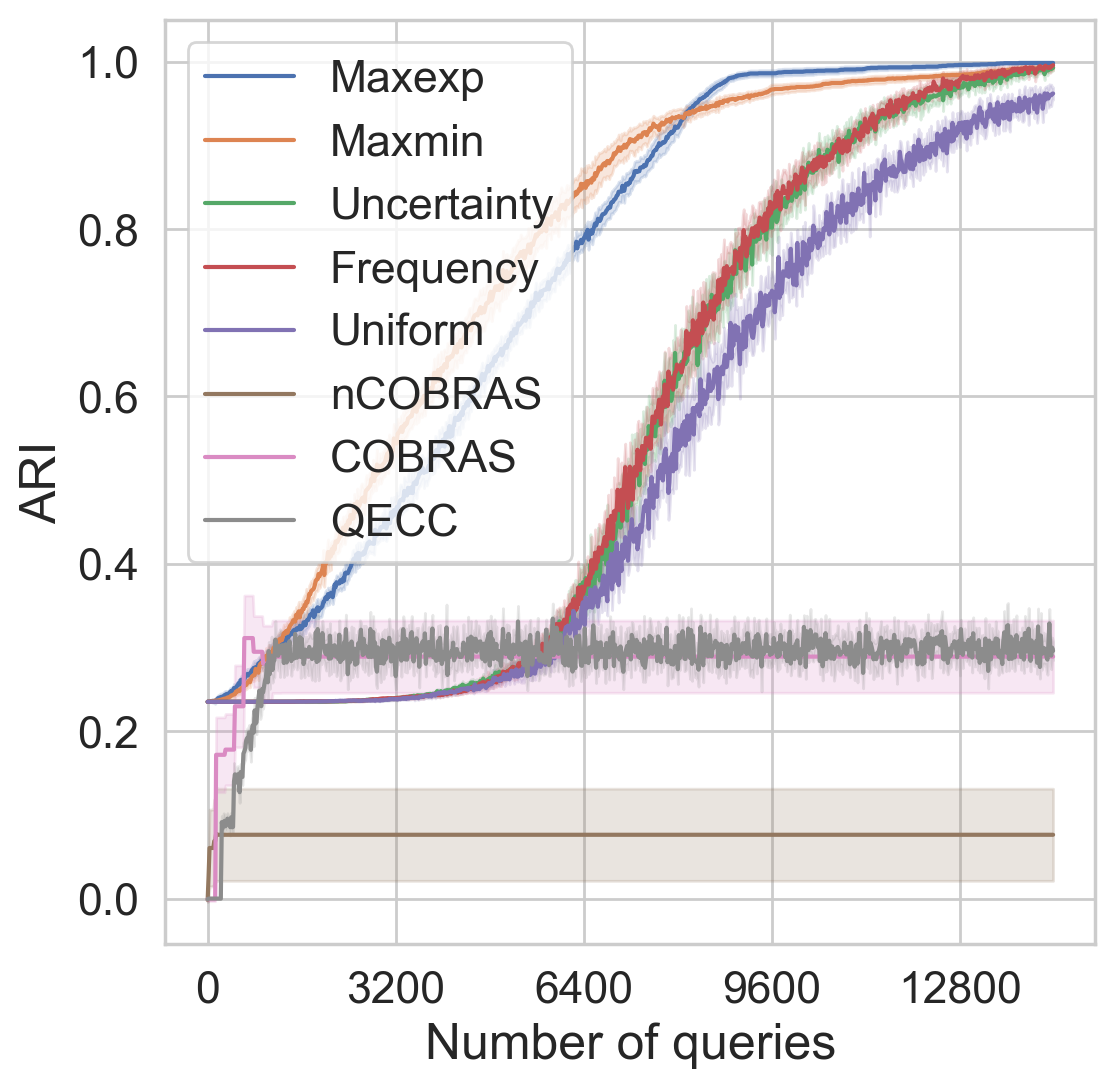 1.0
0.8
0.6
0.4
0.2
0.0
ARI
Maxexp
Maxmin
Uncertainty
Frequency
Uniform
nCOBRAS
COBRAS
QECC
0 3200 6400 9600 12800
Number of queries